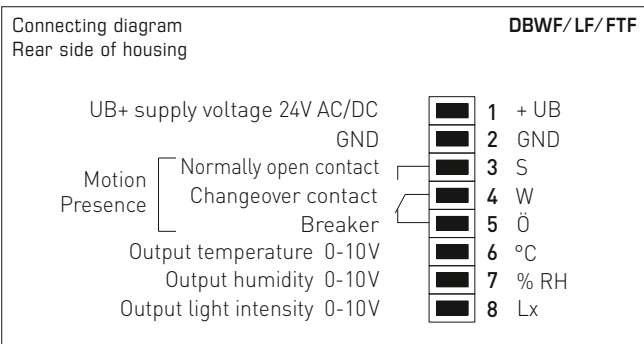 Connecting diagram DBWF/LF/FTF
Rear side of housing
UB+ supply voltage 24V AC/DC 1 + UB
GND 2 GND
Motion
Presence
Normally open contact 3 S
Changeover contact 4 W
Breaker 5 Ö
Output temperature 0-10V 6 °C
Output humidity 0-10V 7 % RH
Output light intensity 0-10V 8 Lx